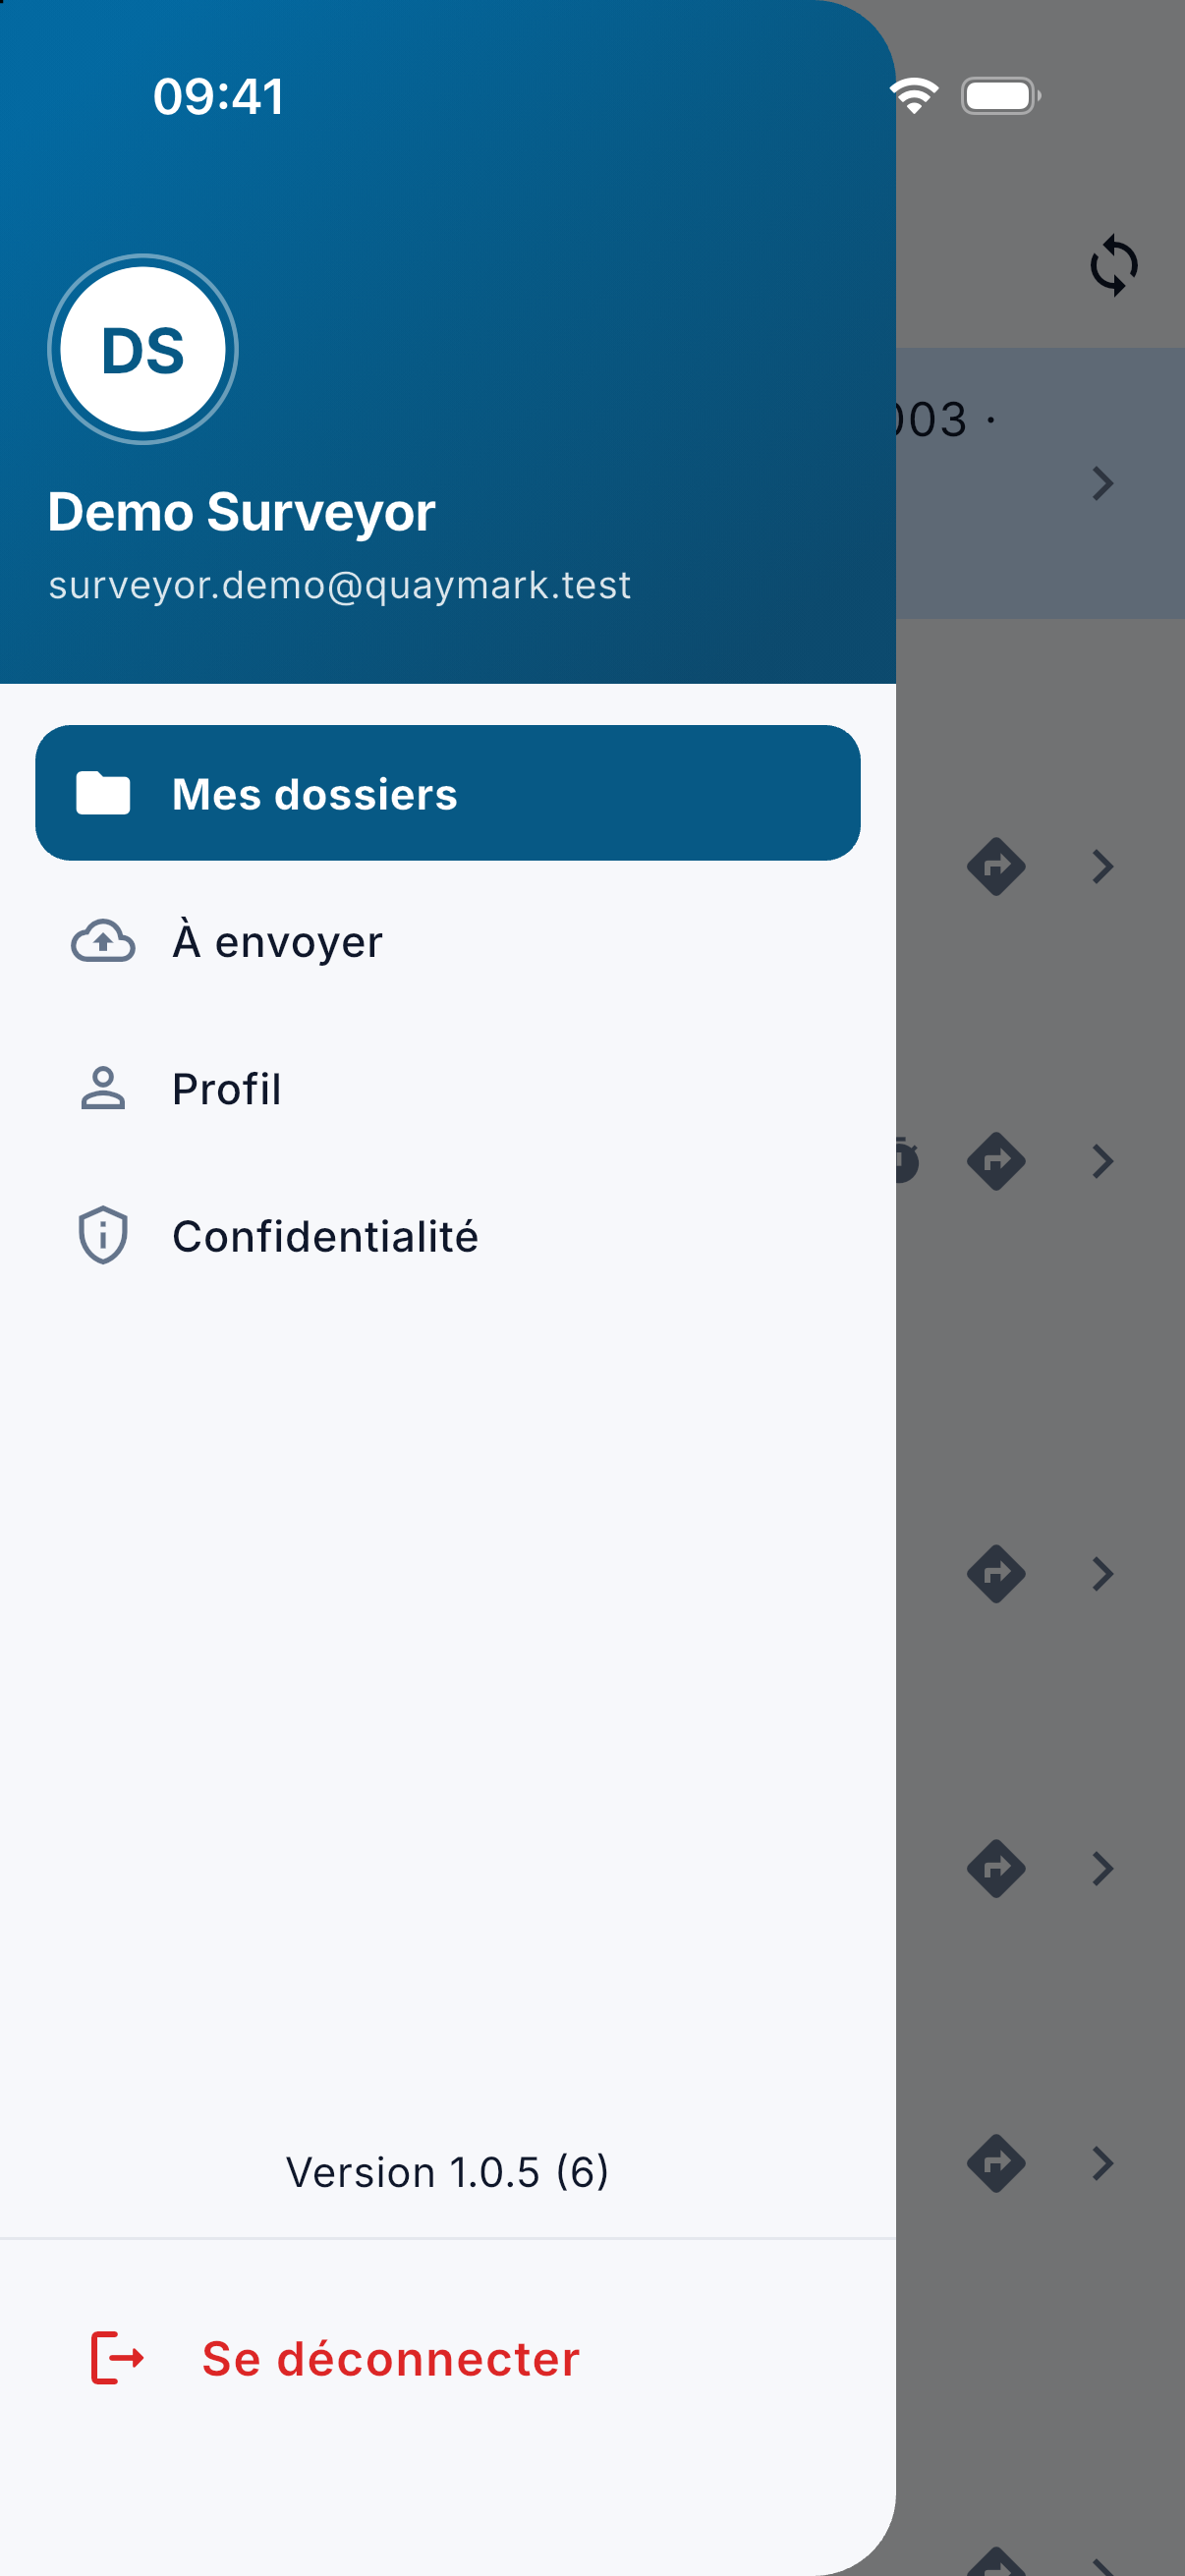 09:41
DS
Demo Surveyor
surveyor.demo@quaymark.test
003 ·
Mes dossiers
À envoyer
Profil
Confidentialité
Version 1.0.5 (6)
Se déconnecter